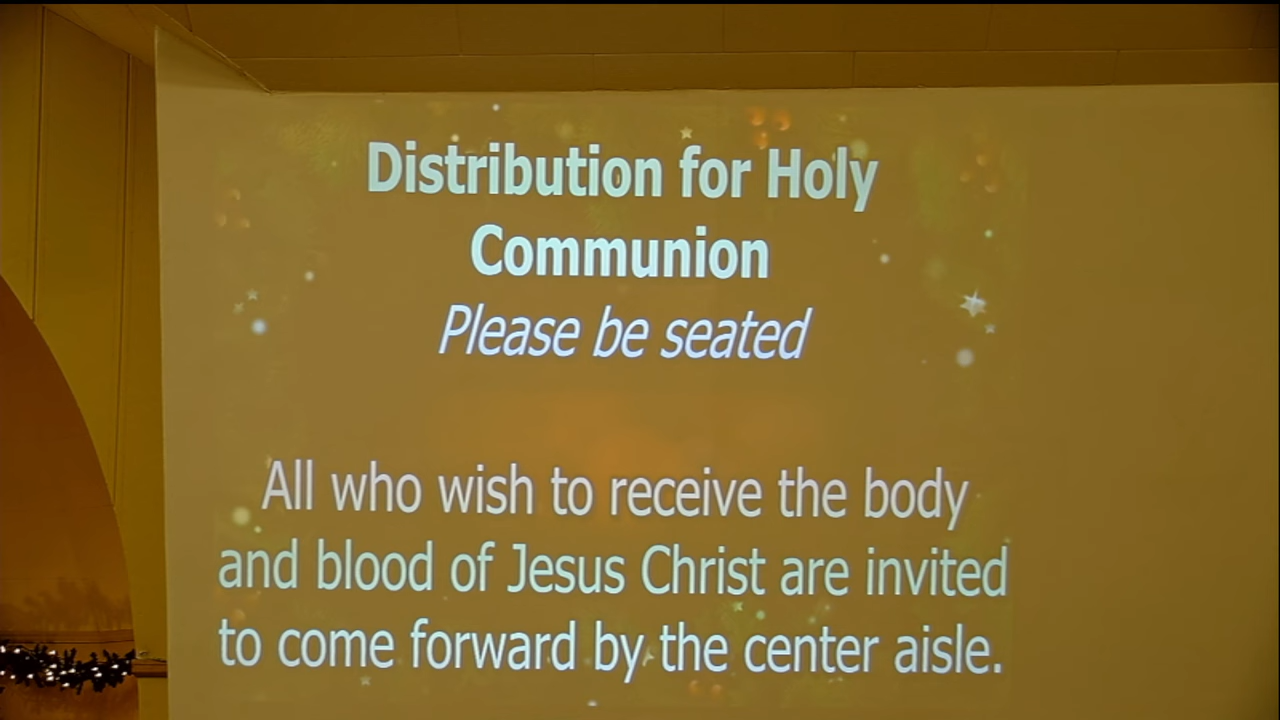 Distribution for Holy
Communion
Please be seated
All who wish to receive the body
and blood of Jesus Christ are invited
to come forward by the center aisle.